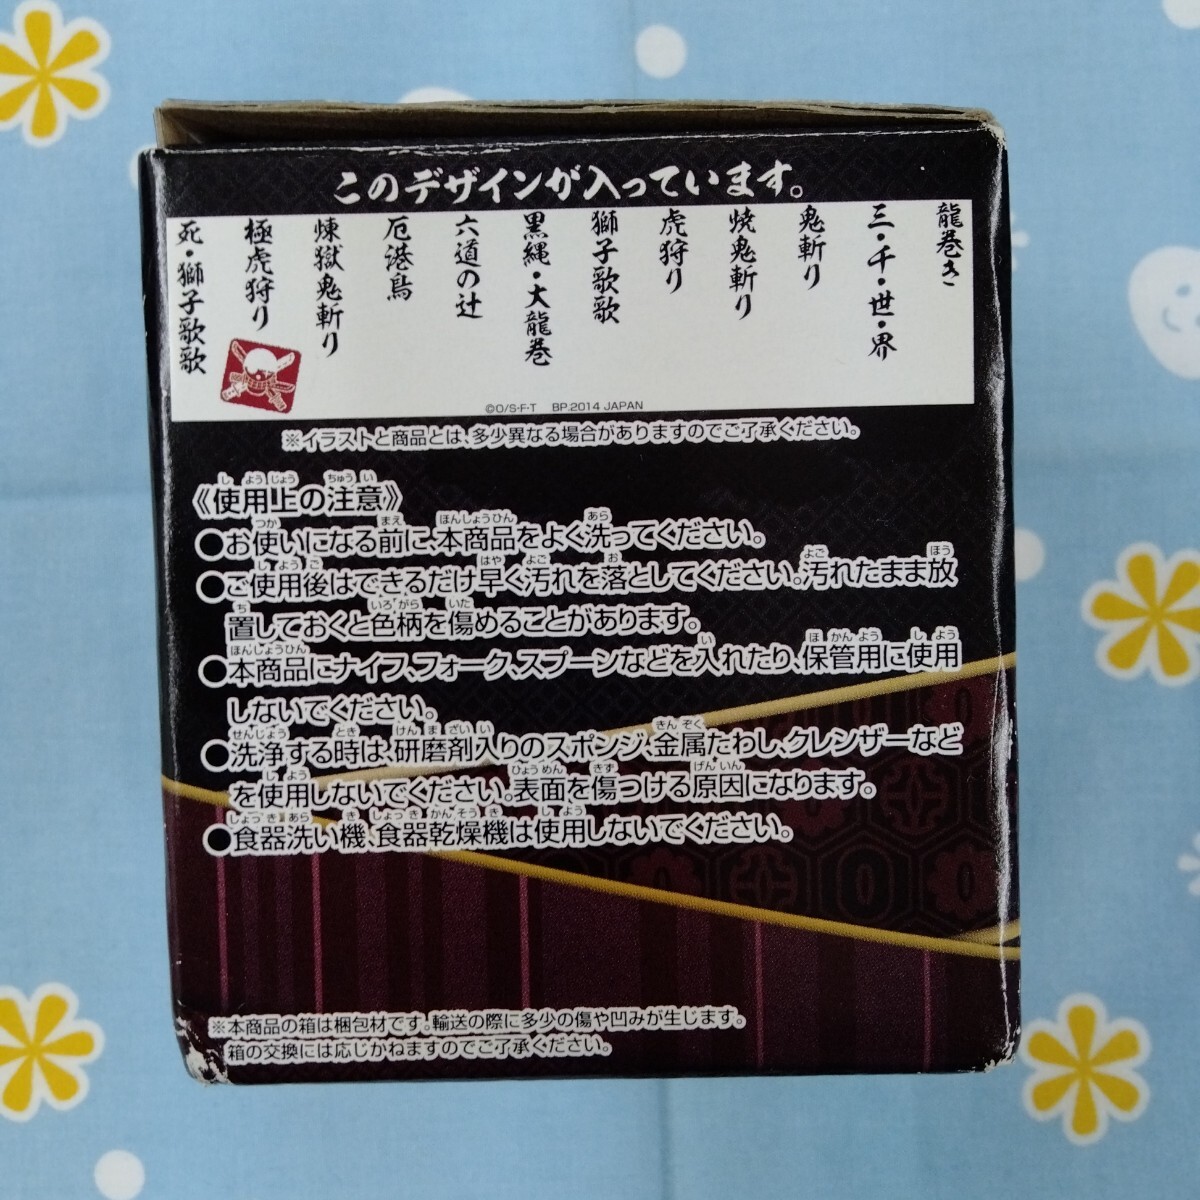 このデザインが入っています。
龍巻き
三・千・世・界
鬼斬り
焼鬼斬り
虎狩り
獅子歌歌
黒縄・大龍巻
六道の辻
厄港鳥
煉獄鬼斬り
極虎狩り
死・獅子歌歌
©O/S・F・T BP.2014 JAPAN
※イラストと商品とは、多少異なる場合がありますのでご了承ください。
《使用上の注意》
●お使いになる前に、本商品をよく洗ってください。
●ご使用後はできるだけ早く汚れを落としてください。汚れたまま放
置しておくと色柄を傷めることがあります。
●本商品にナイフ、フォーク、スプーンなどを入れたり、保管用に使用
しないでください。
●洗浄する時は、研磨剤入りのスポンジ、金属たわし、クレンザーなど
を使用しないでください。表面を傷つける原因になります。
●食器洗い機、食器乾燥機は使用しないでください。
※本商品の箱は梱包材です。輸送の際に多少の傷や凹みが生じます。
箱の交換には応じかねますのでご了承ください。